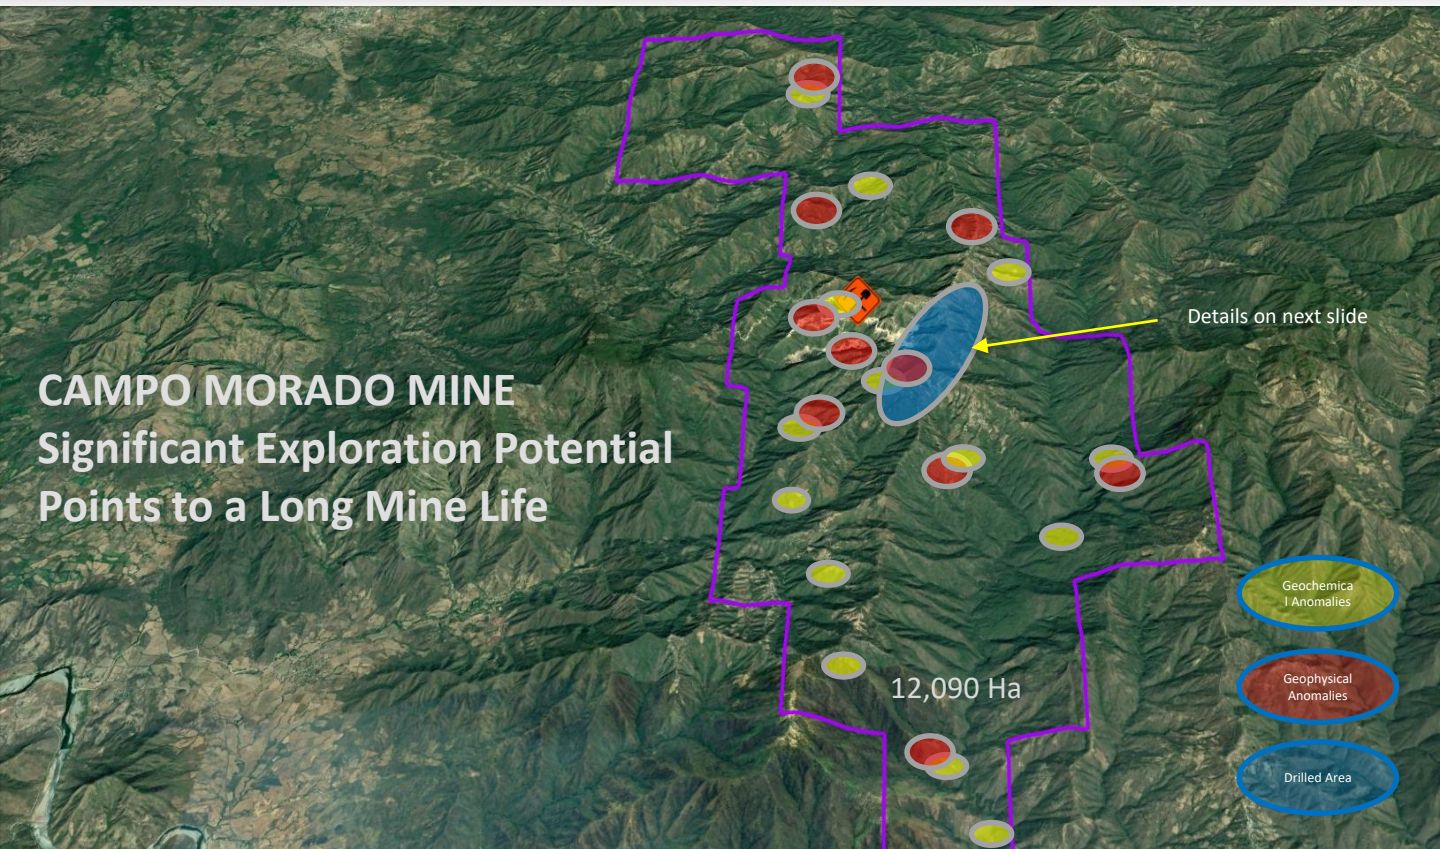 CAMPO MORADO MINE
Significant Exploration Potential
Points to a Long Mine Life
Details on next slide
12,090 Ha
Geochemica
l Anomalies
Geophysical
Anomalies
Drilled Area